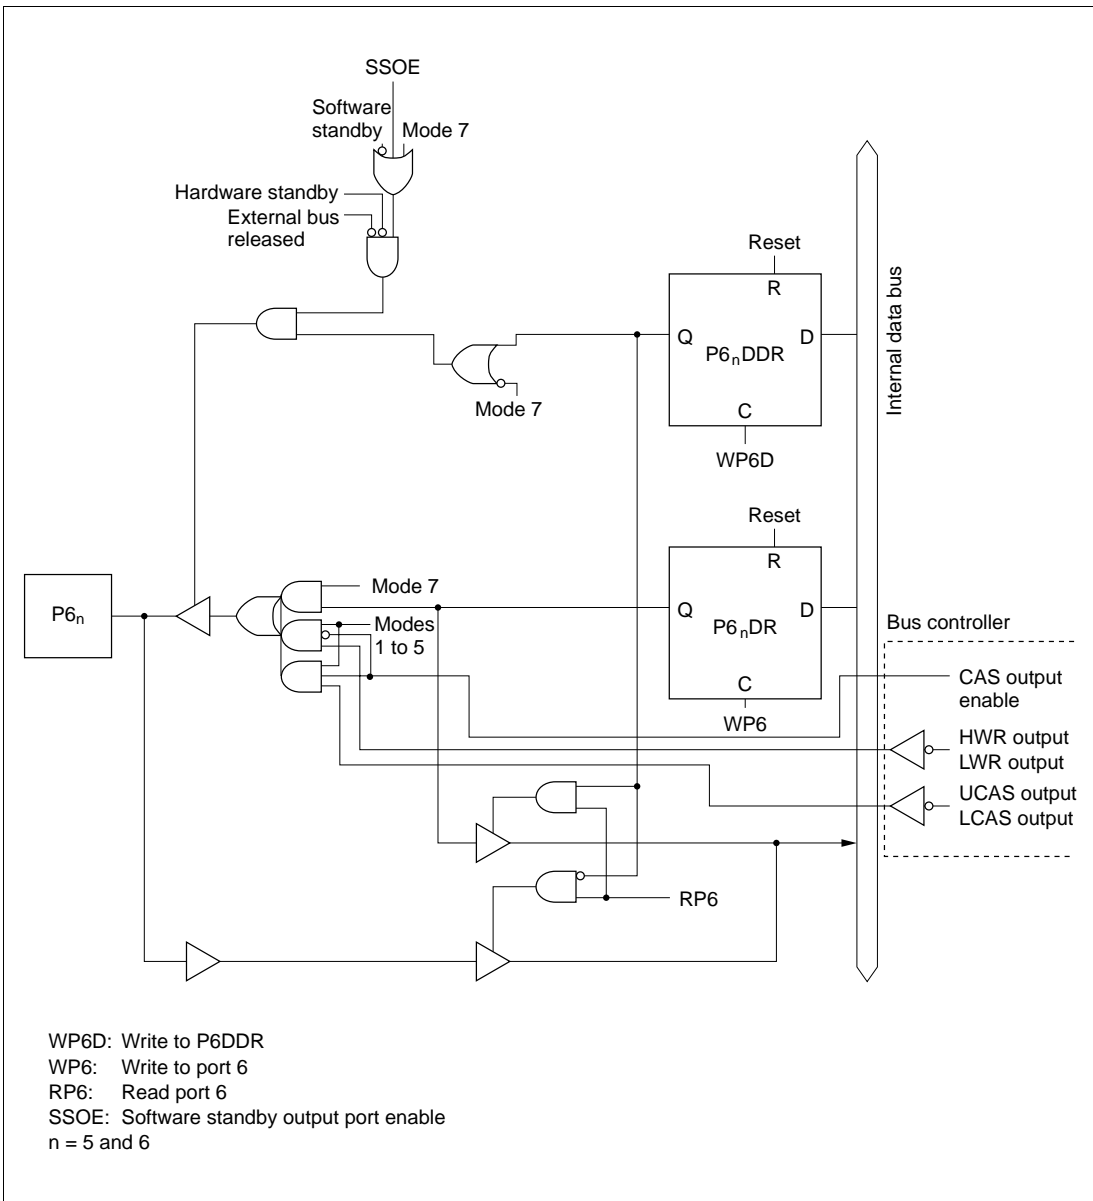 SSOE
Software
standby
Mode 7
Hardware standby
External bus
released
Reset
R
Q
D
P6nDDR
C
WP6D
Mode 7
Internal data bus
Reset
R
Q
D
P6nDR
C
WP6
P6n
Mode 7
Modes
1 to 5
Bus controller
CAS output
enable
HWR output
LWR output
UCAS output
LCAS output
RP6
WP6D: Write to P6DDR
WP6: Write to port 6
RP6: Read port 6
SSOE: Software standby output port enable
n = 5 and 6